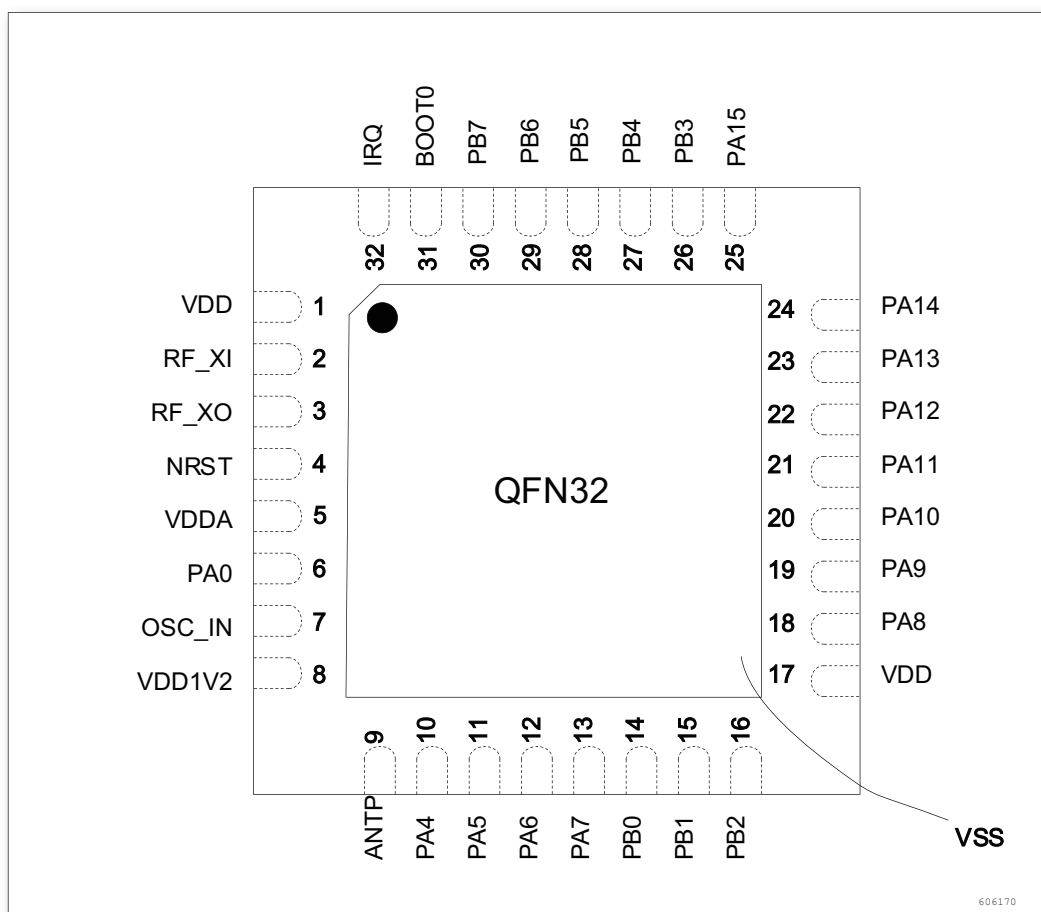 IRQ
BOOT0
PB7
PB6
PB5
PB4
PB3
PA15
32
31
30
29
28
27
26
25
VDD 1
RF_XI 2
RF_XO 3
NRST 4
VDDA 5
PA0 6
OSC_IN 7
VDD1V2 8
QFN32
24 PA14
23 PA13
22 PA12
21 PA11
20 PA10
19 PA9
18 PA8
17 VDD
9
10
11
12
13
14
15
16
ANTP
PA4
PA5
PA6
PA7
PB0
PB1
PB2
VSS
606170